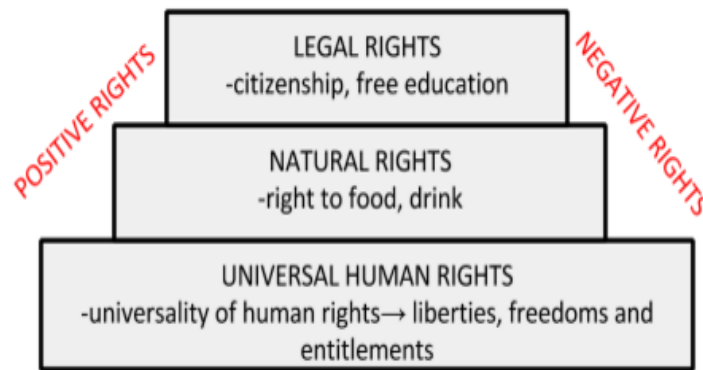 POSITIVE RIGHTS
NEGATIVE RIGHTS
LEGAL RIGHTS
-citizenship, free education
NATURAL RIGHTS
-right to food, drink
UNIVERSAL HUMAN RIGHTS
-universality of human rights→ liberties, freedoms and
entitlements